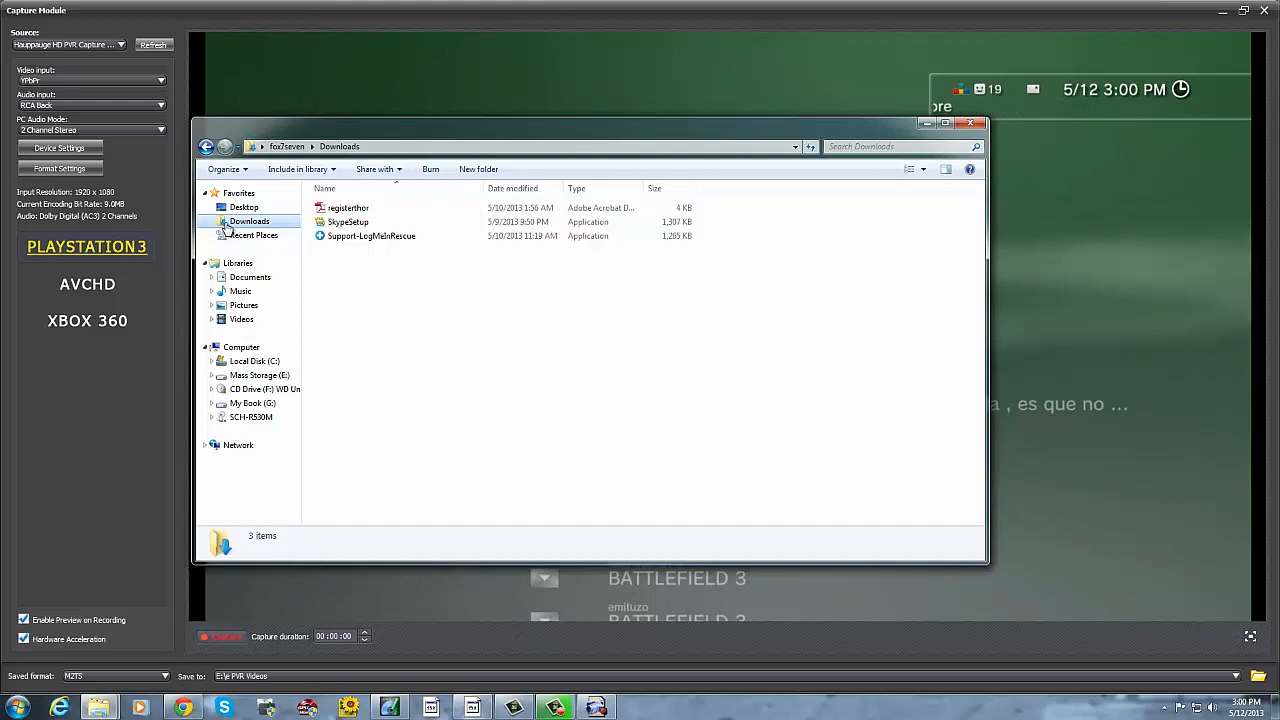 Capture Module
Source:
Hauppauge HD PVR Capture ...
Refresh
Video input:
YPbPr
Audio input:
RCA Back
PC Audio Mode:
2 Channel Stereo
Device Settings
Format Settings
Input Resolution: 1920 x 1080
Current Encoding Bit Rate: 9.0MB
Audio: Dolby Digital (AC3) 2 Channels
PLAYSTATION3
AVCHD
XBOX 360
Enable Preview on Recording
Hardware Acceleration
19
5/12 3:00 PM
ore
fox7seven
Downloads
Search Downloads
Organize
Include in library
Share with
Burn
New folder
Favorites
Desktop
Downloads
Recent Places
Libraries
Documents
Music
Pictures
Videos
Computer
Local Disk (C:)
Mass Storage (E:)
CD Drive (F:) WD Un
My Book (G:)
SCH-R530M
Network
Name Date modified Type Size
registerthor 5/10/2013 1:56 AM Adobe Acrobat D... 4 KB
SkypeSetup 5/9/2013 9:50 PM Application 1,307 KB
Support-LogMeInRescue 5/10/2013 11:19 AM Application 1,265 KB
3 items
a , es que no ...
BATTLEFIELD 3
emituzo
BATTLEFIELD 3
Capture
Capture duration:
00:00:00
Saved format:
M2TS
Save to:
3:00 PM
5/12/2013